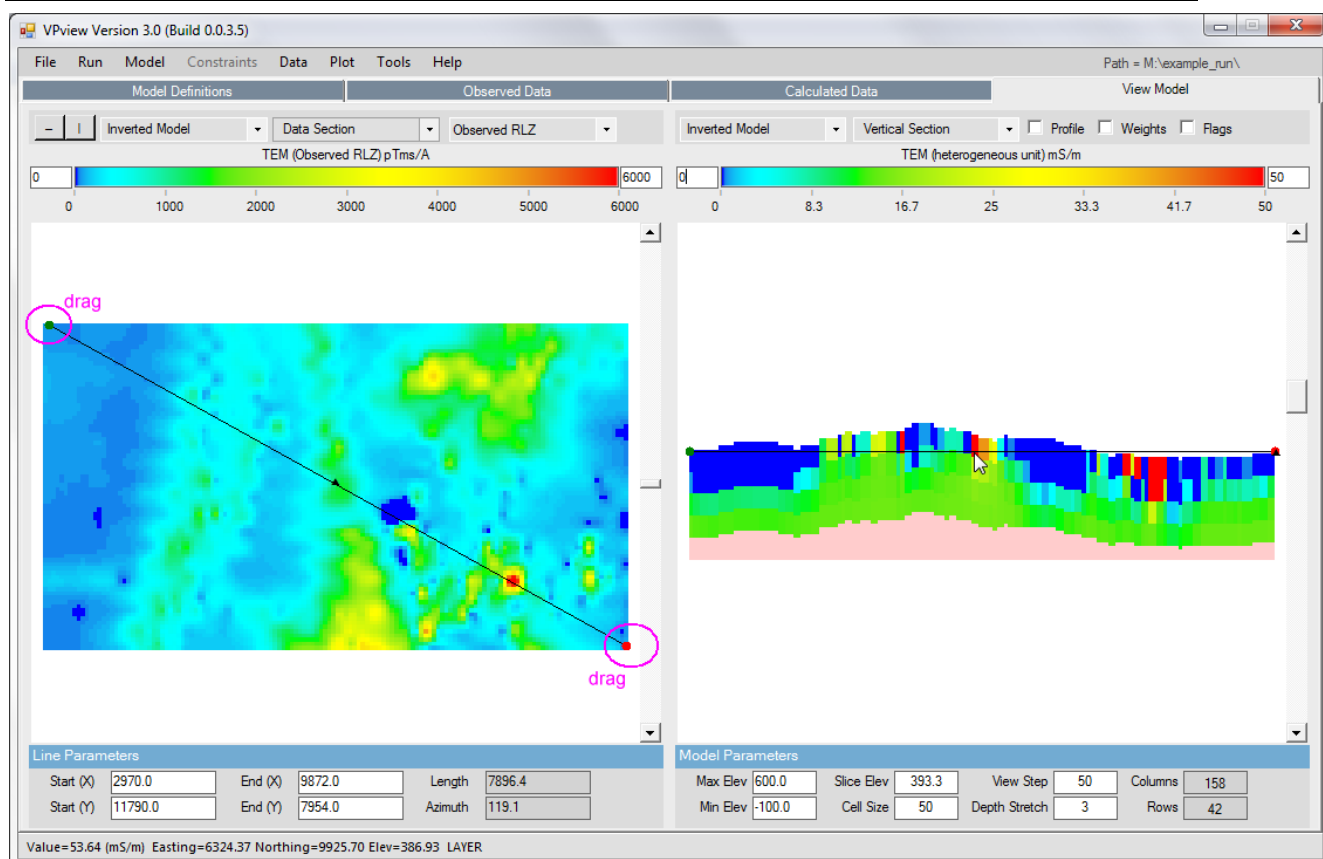 VPview Version 3.0 (Build 0.0.3.5)
File Run Model Constraints Data Plot Tools Help Path = M:\example_run\
Model Definitions Observed Data Calculated Data View Model
– | Inverted Model Data Section Observed RLZ Inverted Model Vertical Section Profile Weights Flags
TEM (Observed RLZ) pTms/A
0 6000
0 1000 2000 3000 4000 5000 6000
TEM (heterogeneous unit) mS/m
0 50
0 8.3 16.7 25 33.3 41.7 50
drag
drag
Line Parameters
Start (X) 2970.0 End (X) 9872.0 Length 7896.4
Start (Y) 11790.0 End (Y) 7954.0 Azimuth 119.1
Model Parameters
Max Elev 600.0 Slice Elev 393.3 View Step 50 Columns 158
Min Elev -100.0 Cell Size 50 Depth Stretch 3 Rows 42
Value=53.64 (mS/m) Easting=6324.37 Northing=9925.70 Elev=386.93 LAYER